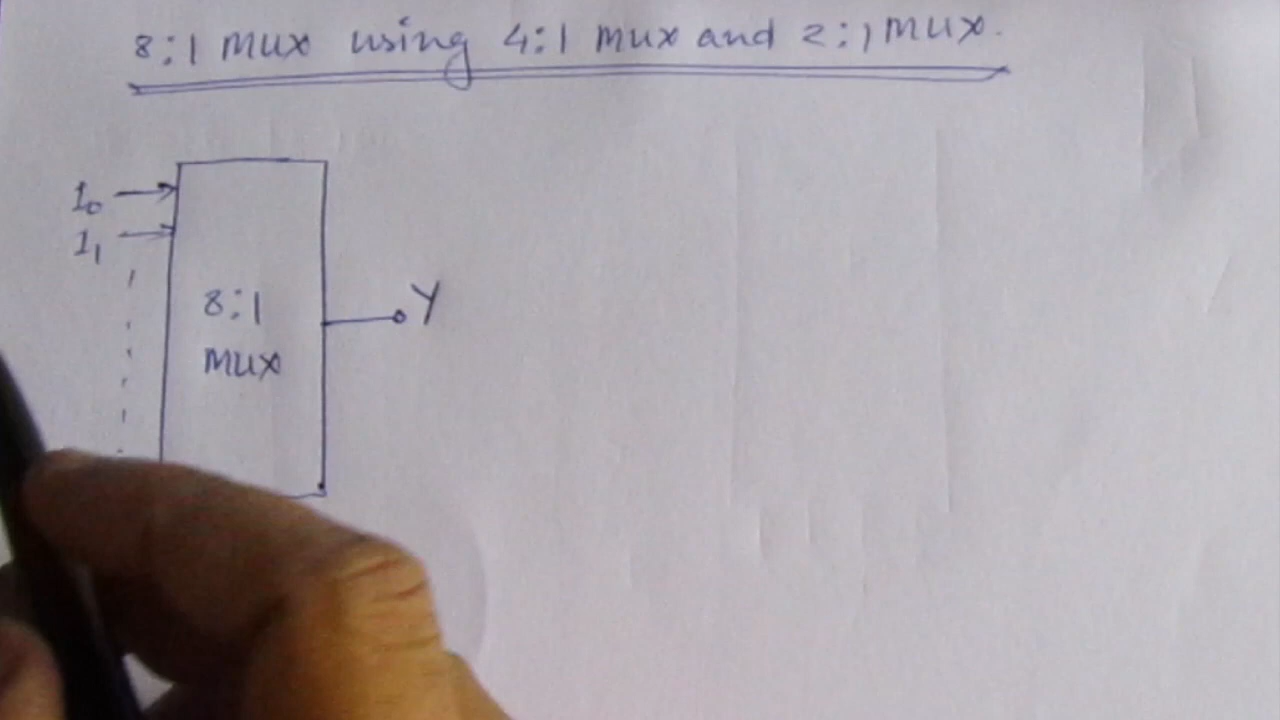 8:1 mux using 4:1 mux and 2:1 mux.
I0
I1
8:1
mux
Y